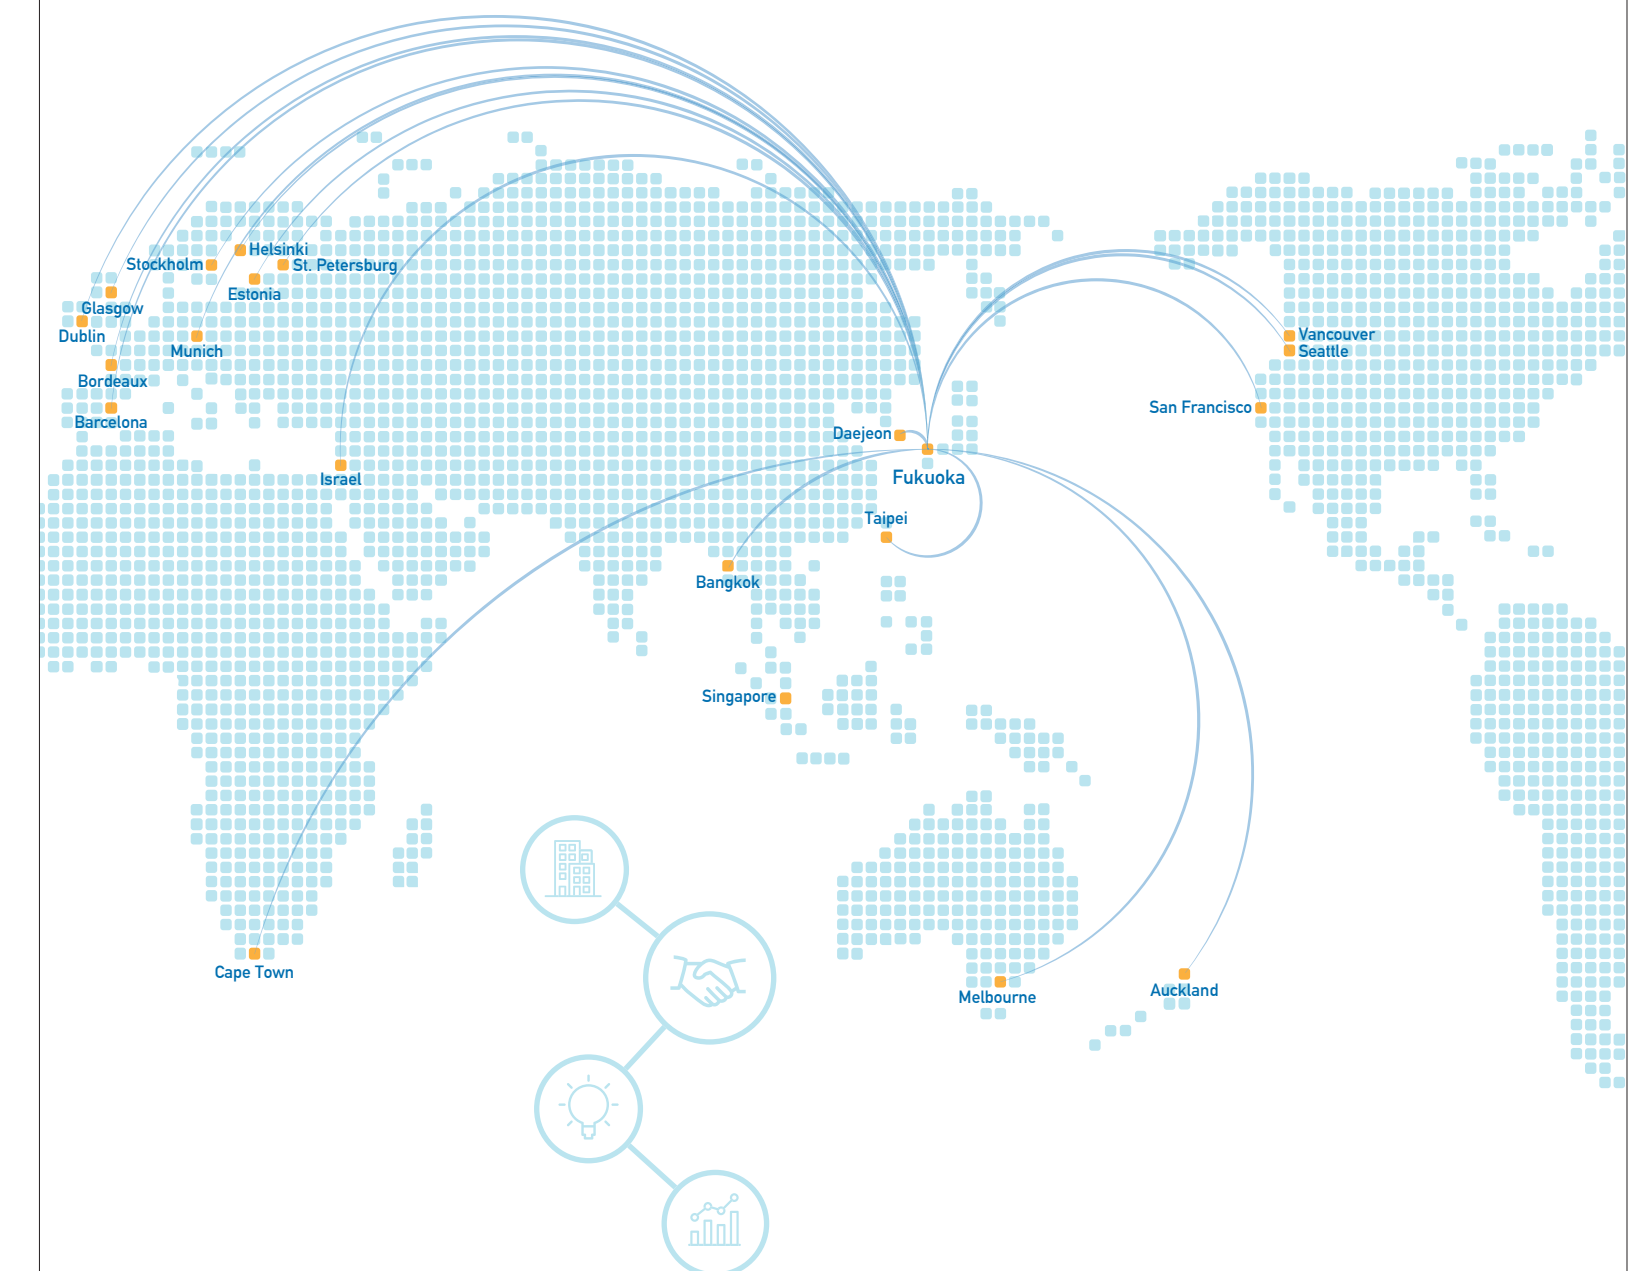 Helsinki
Stockholm
St. Petersburg
Estonia
Glasgow
Dublin
Munich
Vancouver
Seattle
Bordeaux
San Francisco
Barcelona
Daejeon
Fukuoka
Israel
Taipei
Bangkok
Singapore
Cape Town
Auckland
Melbourne